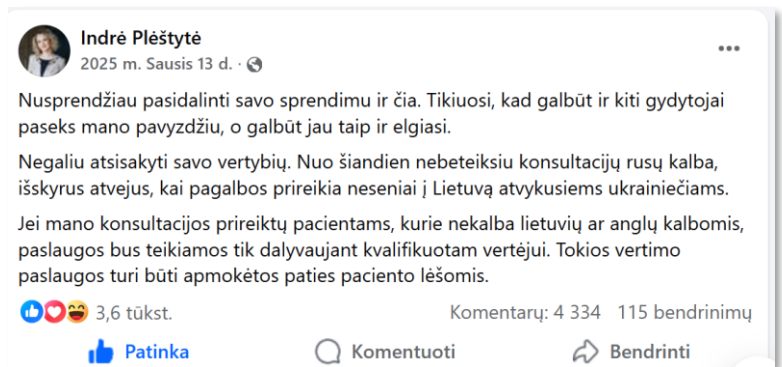 Indrė Plėštytė
2025 m. Sausis 13 d. ·
Nusprendžiau pasidalinti savo sprendimu ir čia. Tikiuosi, kad galbūt ir kiti gydytojai
paseks mano pavyzdžiu, o galbūt jau taip ir elgiasi.
Negaliu atsisakyti savo vertybių. Nuo šiandien nebeteiksiu konsultacijų rusų kalba,
išskyrus atvejus, kai pagalbos prireikia neseniai į Lietuvą atvykusiems ukrainiečiams.
Jei mano konsultacijos prireiktų pacientams, kurie nekalba lietuvių ar anglų kalbomis,
paslaugos bus teikiamos tik dalyvaujant kvalifikuotam vertėjui. Tokios vertimo
paslaugos turi būti apmokėtos paties paciento lėšomis.
3,6 tūkst. Komentarų: 4 334 115 bendrinimų
Patinka Komentuoti Bendrinti